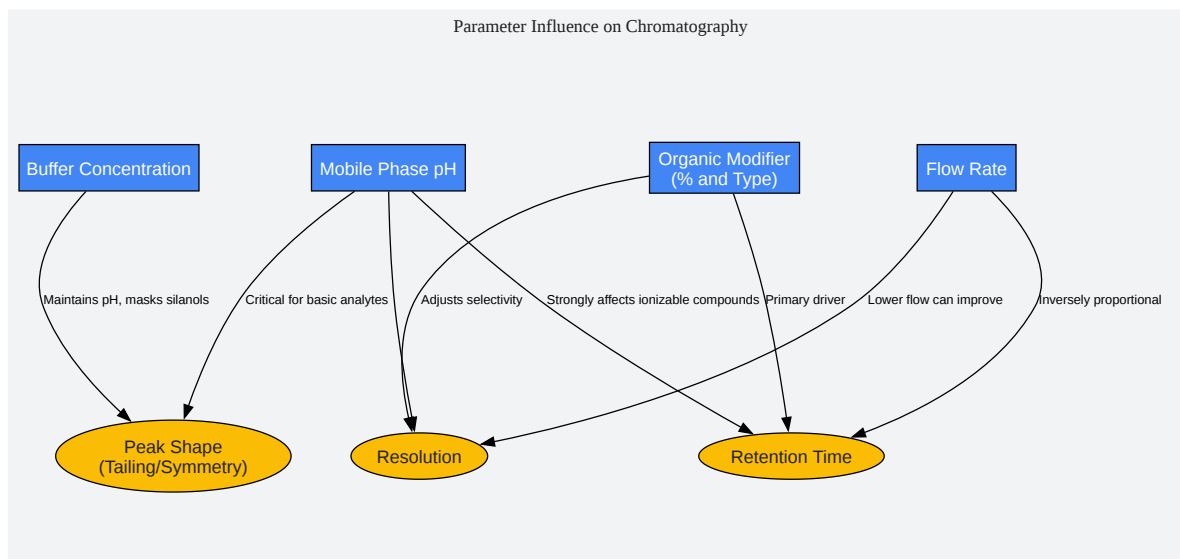 Parameter Influence on Chromatography
Buffer Concentration
Mobile Phase pH
Organic Modifier
(% and Type)
Flow Rate
Maintains pH, masks silanols
Critical for basic analytes
Adjusts selectivity
Strongly affects ionizable compounds
Primary driver
Lower flow can improve
Inversely proportional
Peak Shape
(Tailing/Symmetry)
Resolution
Retention Time